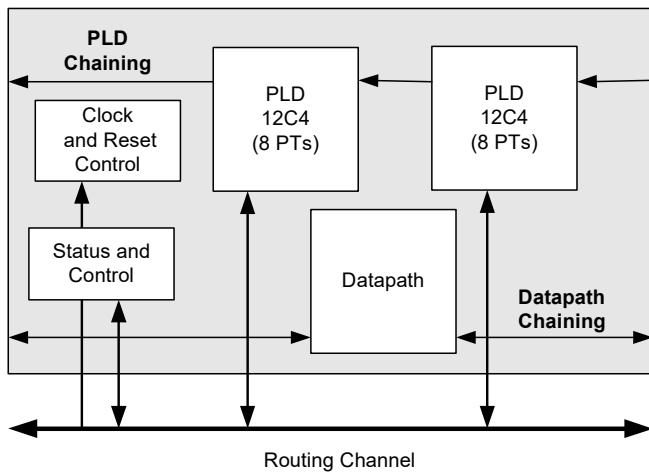 PLD
Chaining
PLD
12C4
(8 PTs)
PLD
12C4
(8 PTs)
Clock
and Reset
Control
Status and
Control
Datapath
Datapath
Chaining
Routing Channel